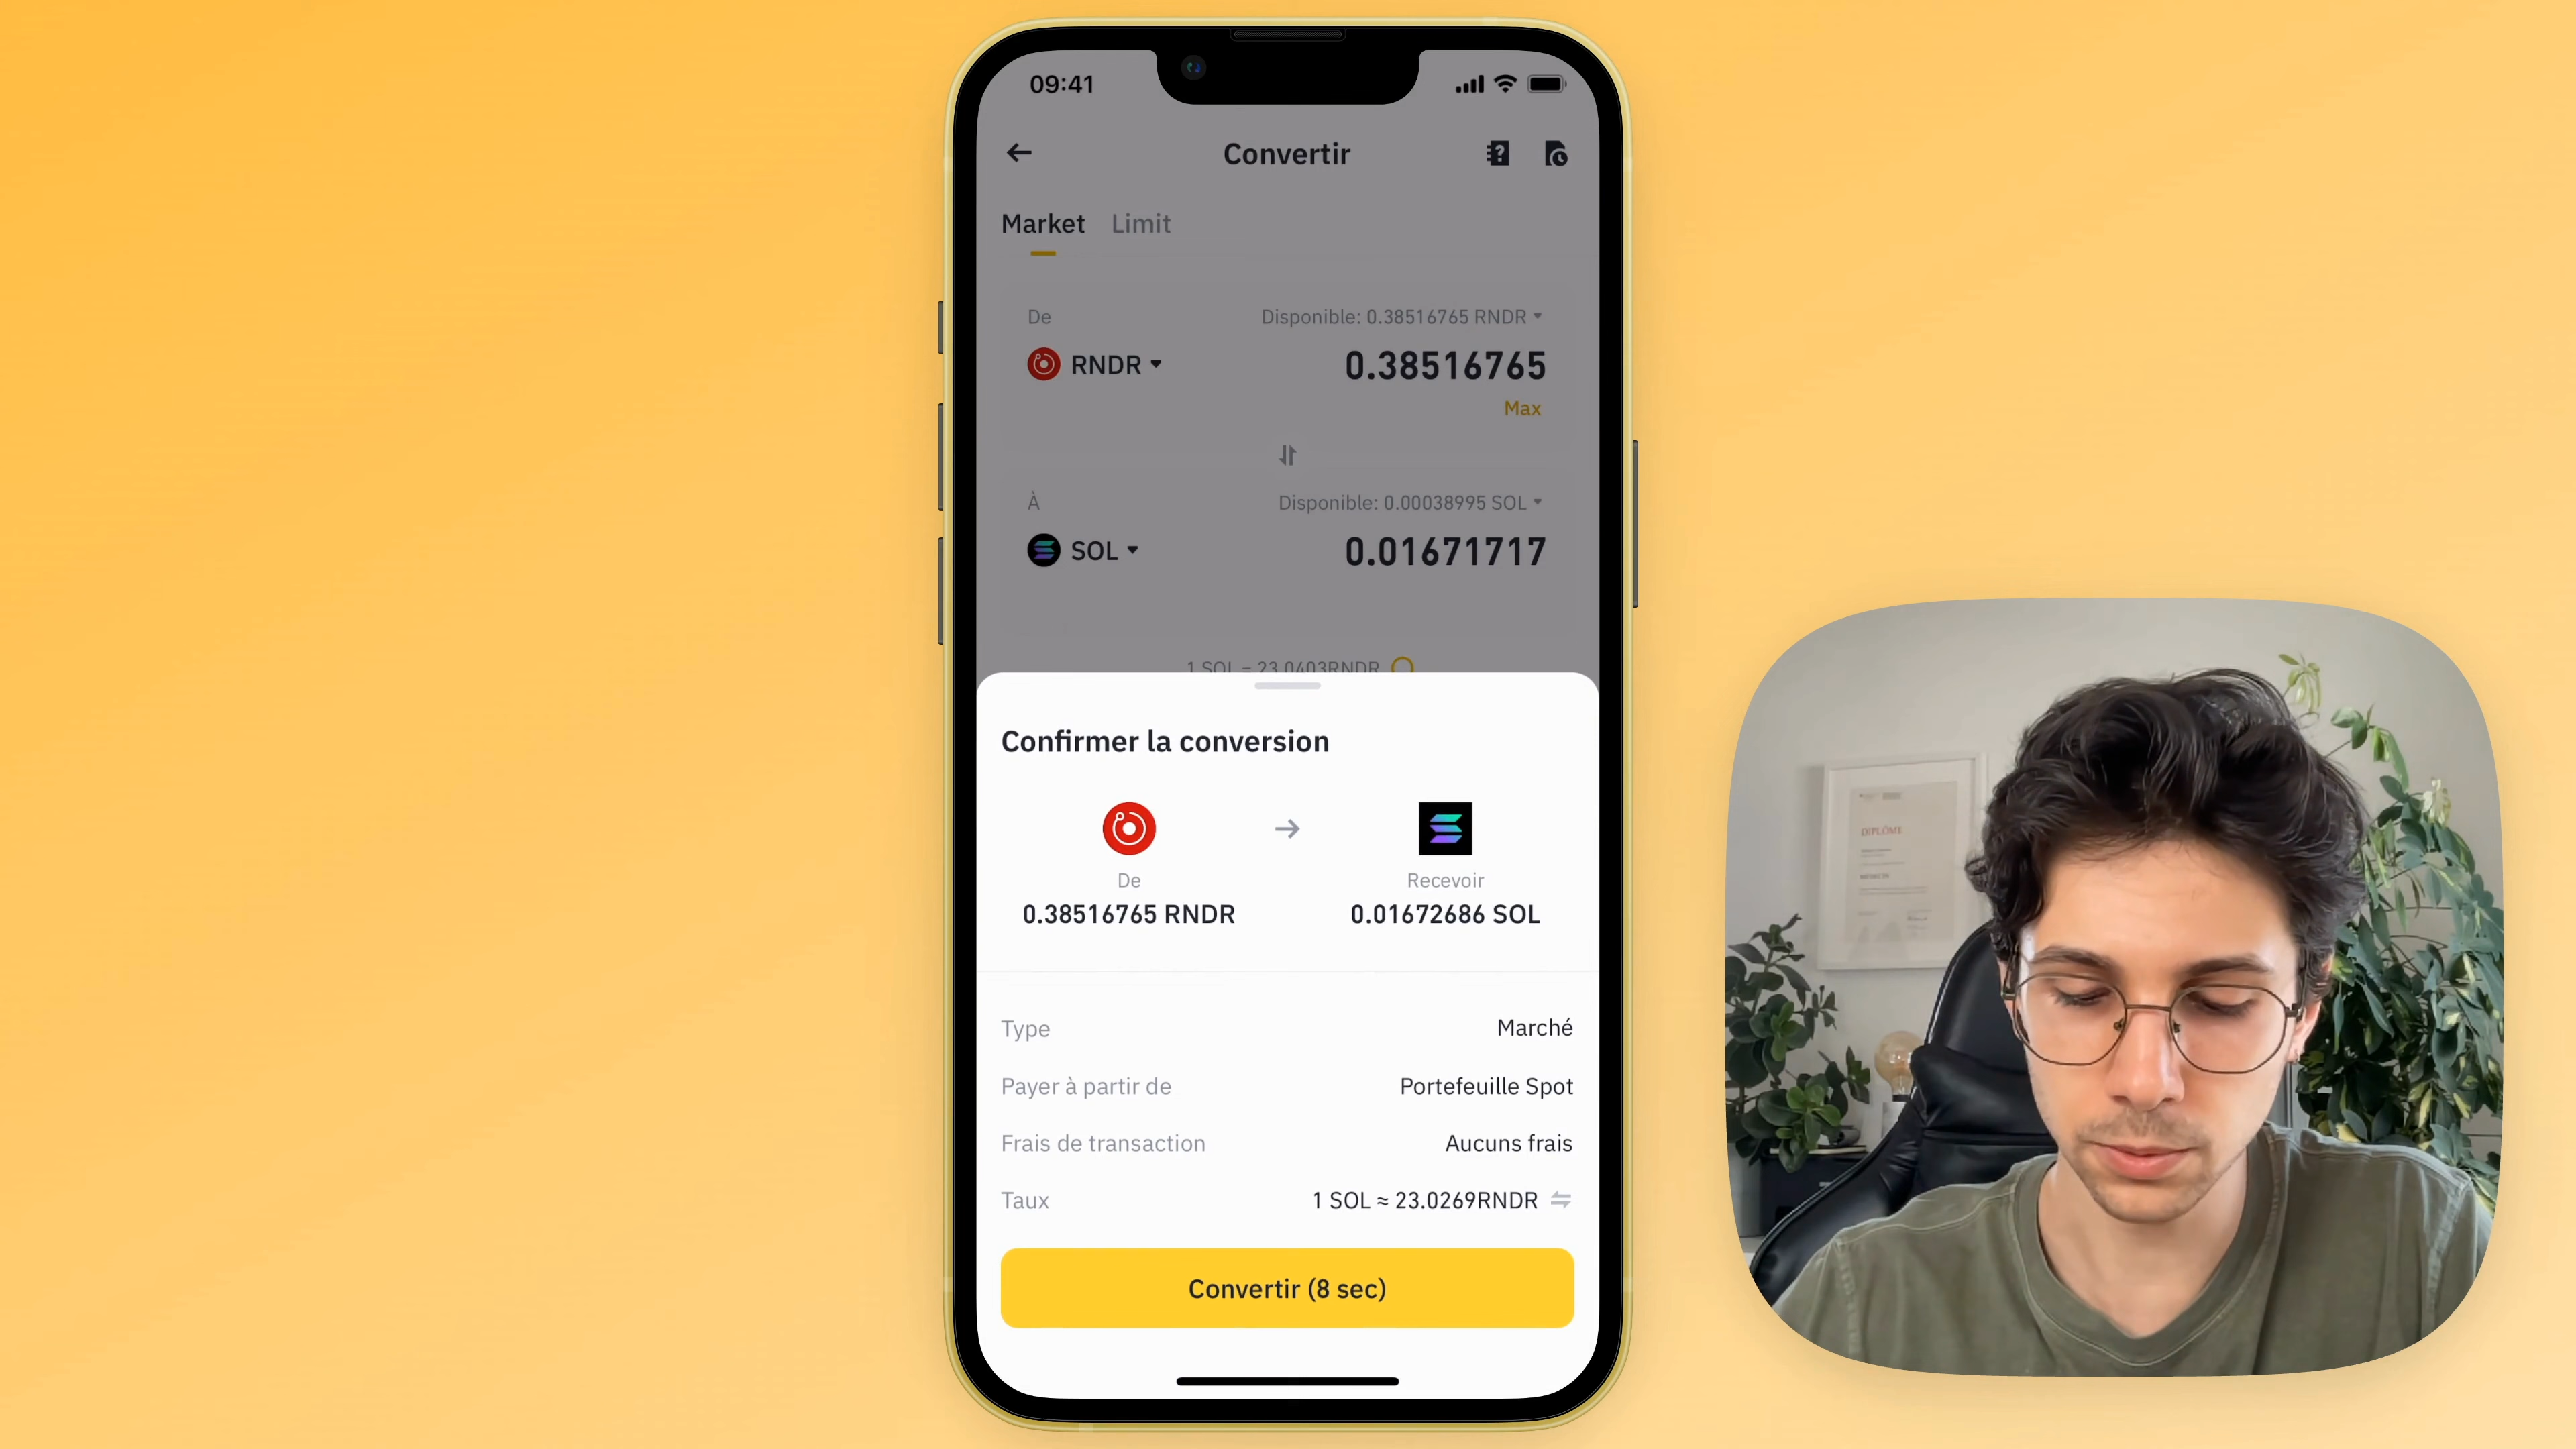 09:41
Convertir
Market Limit
De
Disponible: 0.38516765 RNDR
RNDR
0.38516765
Max
À
Disponible: 0.00038995 SOL
SOL
0.01671717
1 SOL = 23.0403RNDR
Confirmer la conversion
De
0.38516765 RNDR
Recevoir
0.01672686 SOL
Type
Marché
Payer à partir de
Portefeuille Spot
Frais de transaction
Aucuns frais
Taux
1 SOL ≈ 23.0269RNDR
Convertir (8 sec)
DIPLÔME